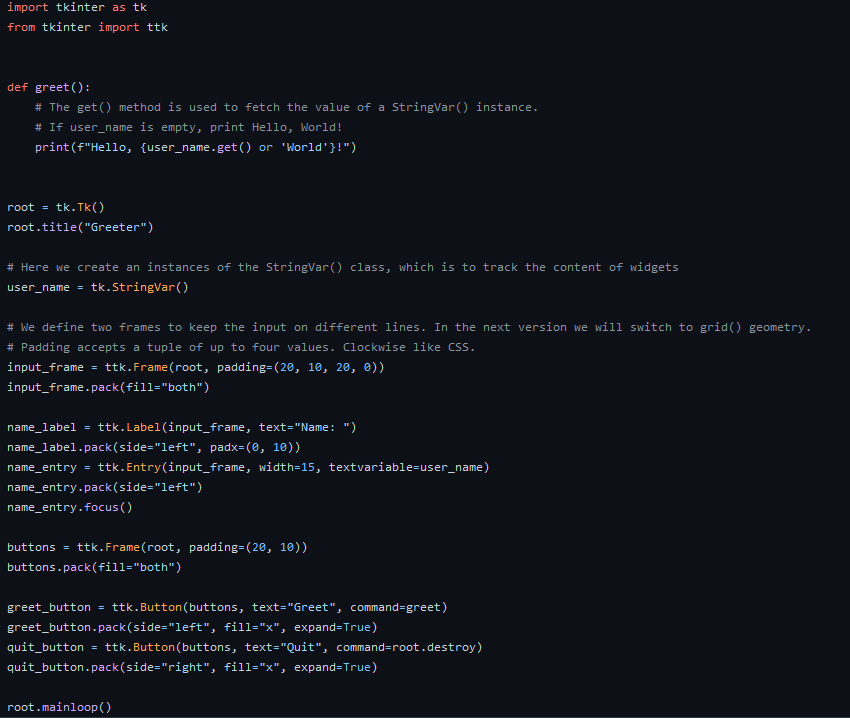 import tkinter as tk
from tkinter import ttk
def greet():
    # The get() method is used to fetch the value of a StringVar() instance.
    # If user_name is empty, print Hello, World!
    print(f"Hello, {user_name.get() or 'World'}!")
root = tk.Tk()
root.title("Greeter")
# Here we create an instances of the StringVar() class, which is to track the content of widgets
user_name = tk.StringVar()
# We define two frames to keep the input on different lines. In the next version we will switch to grid() geometry.
# Padding accepts a tuple of up to four values. Clockwise like CSS.
input_frame = ttk.Frame(root, padding=(20, 10, 20, 0))
input_frame.pack(fill="both")
name_label = ttk.Label(input_frame, text="Name: ")
name_label.pack(side="left", padx=(0, 10))
name_entry = ttk.Entry(input_frame, width=15, textvariable=user_name)
name_entry.pack(side="left")
name_entry.focus()
buttons = ttk.Frame(root, padding=(20, 10))
buttons.pack(fill="both")
greet_button = ttk.Button(buttons, text="Greet", command=greet)
greet_button.pack(side="left", fill="x", expand=True)
quit_button = ttk.Button(buttons, text="Quit", command=root.destroy)
quit_button.pack(side="right", fill="x", expand=True)
root.mainloop()